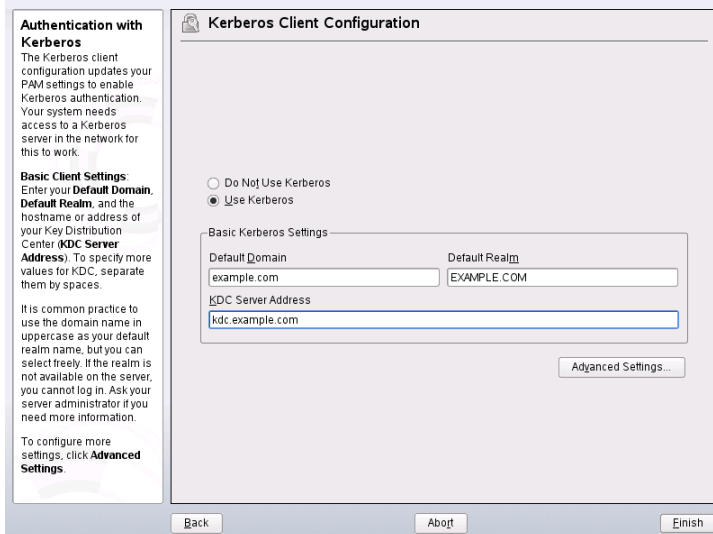 Authentication with
Kerberos
The Kerberos client
configuration updates your
PAM settings to enable
Kerberos authentication.
Your system needs
access to a Kerberos
server in the network for
this to work.
Basic Client Settings:
Enter your Default Domain,
Default Realm, and the
hostname or address of
your Key Distribution
Center (KDC Server
Address). To specify more
values for KDC, separate
them by spaces.
It is common practice to
use the domain name in
uppercase as your default
realm name, but you can
select freely. If the realm is
not available on the server,
you cannot log in. Ask your
server administrator if you
need more information.
To configure more
settings, click Advanced
Settings.
Kerberos Client Configuration
Do Not Use Kerberos
Use Kerberos
Basic Kerberos Settings
Default Domain
Default Realm
example.com
EXAMPLE.COM
KDC Server Address
kdc.example.com
Advanced Settings...
Back
Abort
Finish